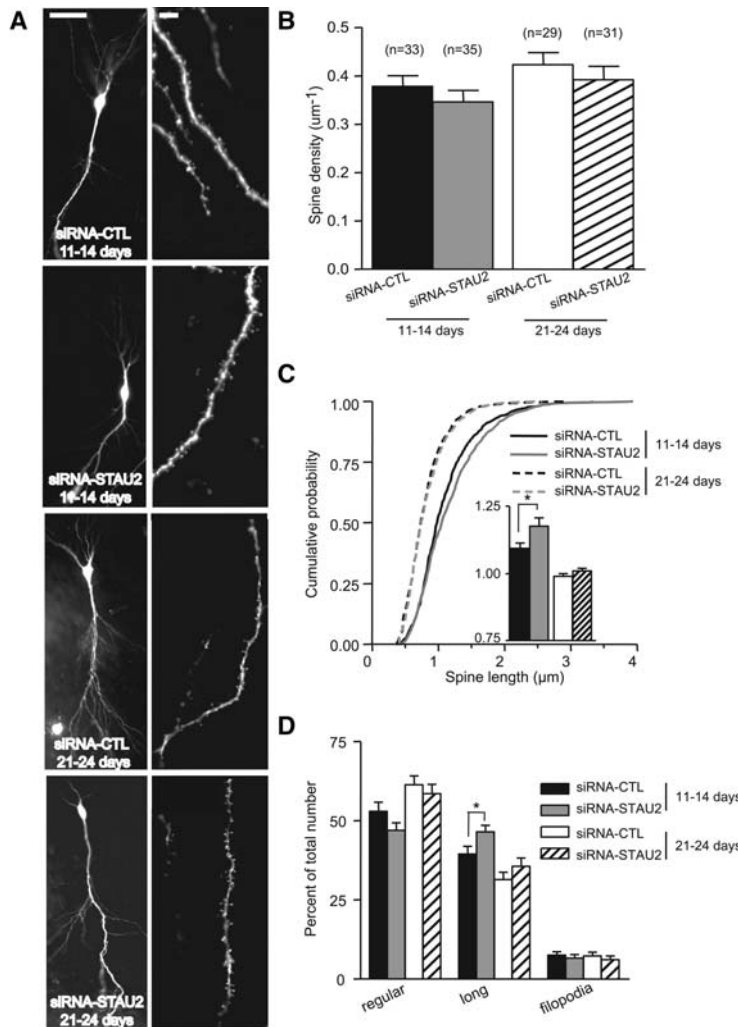 A
siRNA-CTL
11-14 days
siRNA-STAU2
11-14 days
siRNA-CTL
21-24 days
siRNA-STAU2
21-24 days
B
(n=33)
(n=35)
(n=29)
(n=31)
Spine density (um-1)
0.5
0.4
0.3
0.2
0.1
0.0
siRNA-CTL
siRNA-STAU2
siRNA-CTL
siRNA-STAU2
11-14 days
21-24 days
C
Cumulative probability
1.00
0.75
0.50
0.25
0.00
siRNA-CTL
siRNA-STAU2
11-14 days
siRNA-CTL
siRNA-STAU2
21-24 days
1.25
1.00
0.75
*
0
1
2
3
4
Spine length (µm)
D
Percent of total number
75
50
25
0
*
siRNA-CTL
siRNA-STAU2
11-14 days
siRNA-CTL
siRNA-STAU2
21-24 days
regular
long
filopodia